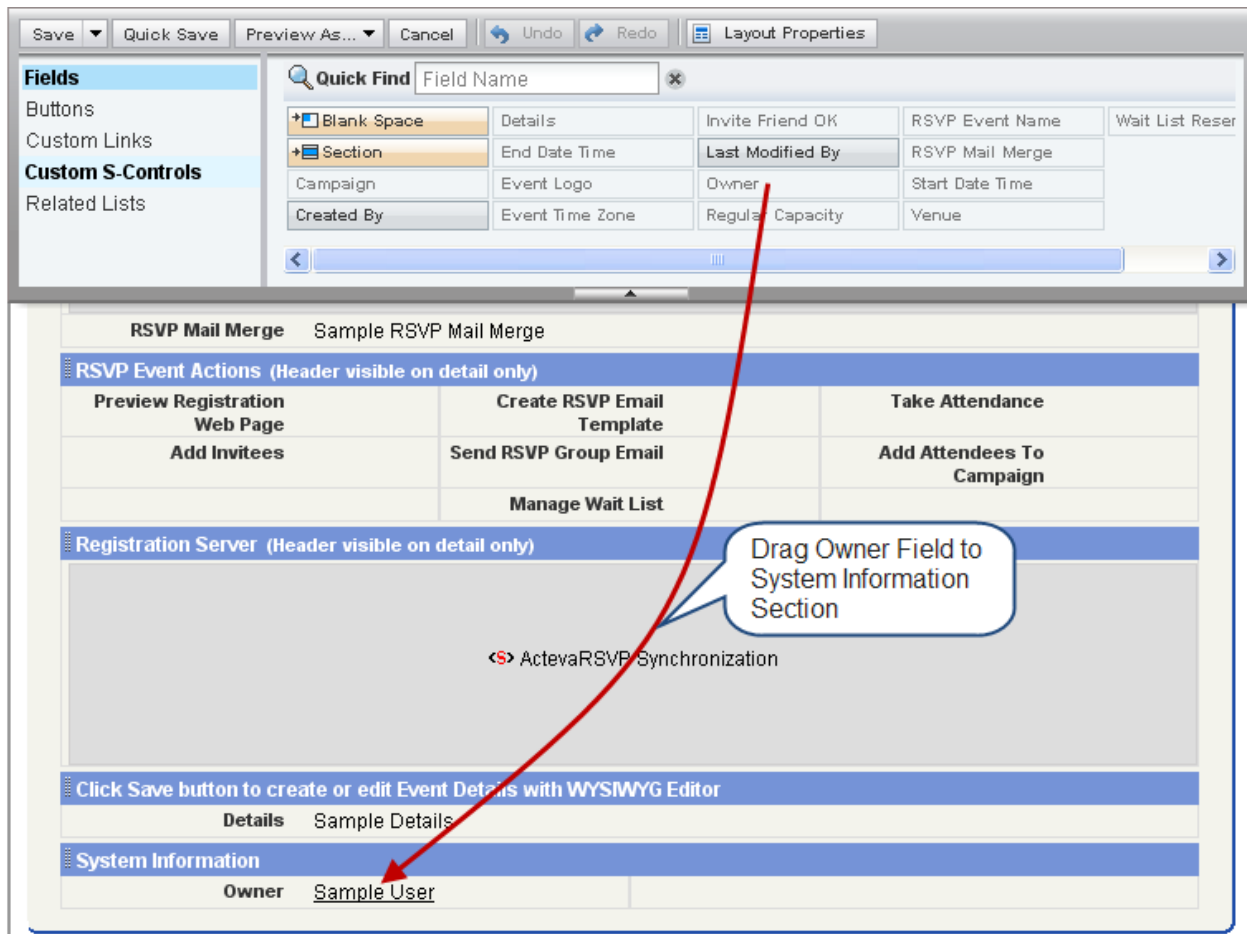 Save Quick Save Preview As... Cancel Undo Redo Layout Properties
Fields
Buttons
Custom Links
Custom S-Controls
Related Lists
Quick Find Field Name
Blank Space Details Invite Friend OK RSVP Event Name Wait List Reser
Section End Date Time Last Modified By RSVP Mail Merge
Campaign Event Logo Owner Start Date Time
Created By Event Time Zone Regular Capacity Venue
RSVP Mail Merge Sample RSVP Mail Merge
RSVP Event Actions (Header visible on detail only)
Preview Registration Web Page
Create RSVP Email Template
Take Attendance
Add Invitees
Send RSVP Group Email
Add Attendees To Campaign
Manage Wait List
Registration Server (Header visible on detail only)
Drag Owner Field to
System Information
Section
<S> ActevaRSVP Synchronization
Click Save button to create or edit Event Details with WYSIWYG Editor
Details Sample Details
System Information
Owner Sample User